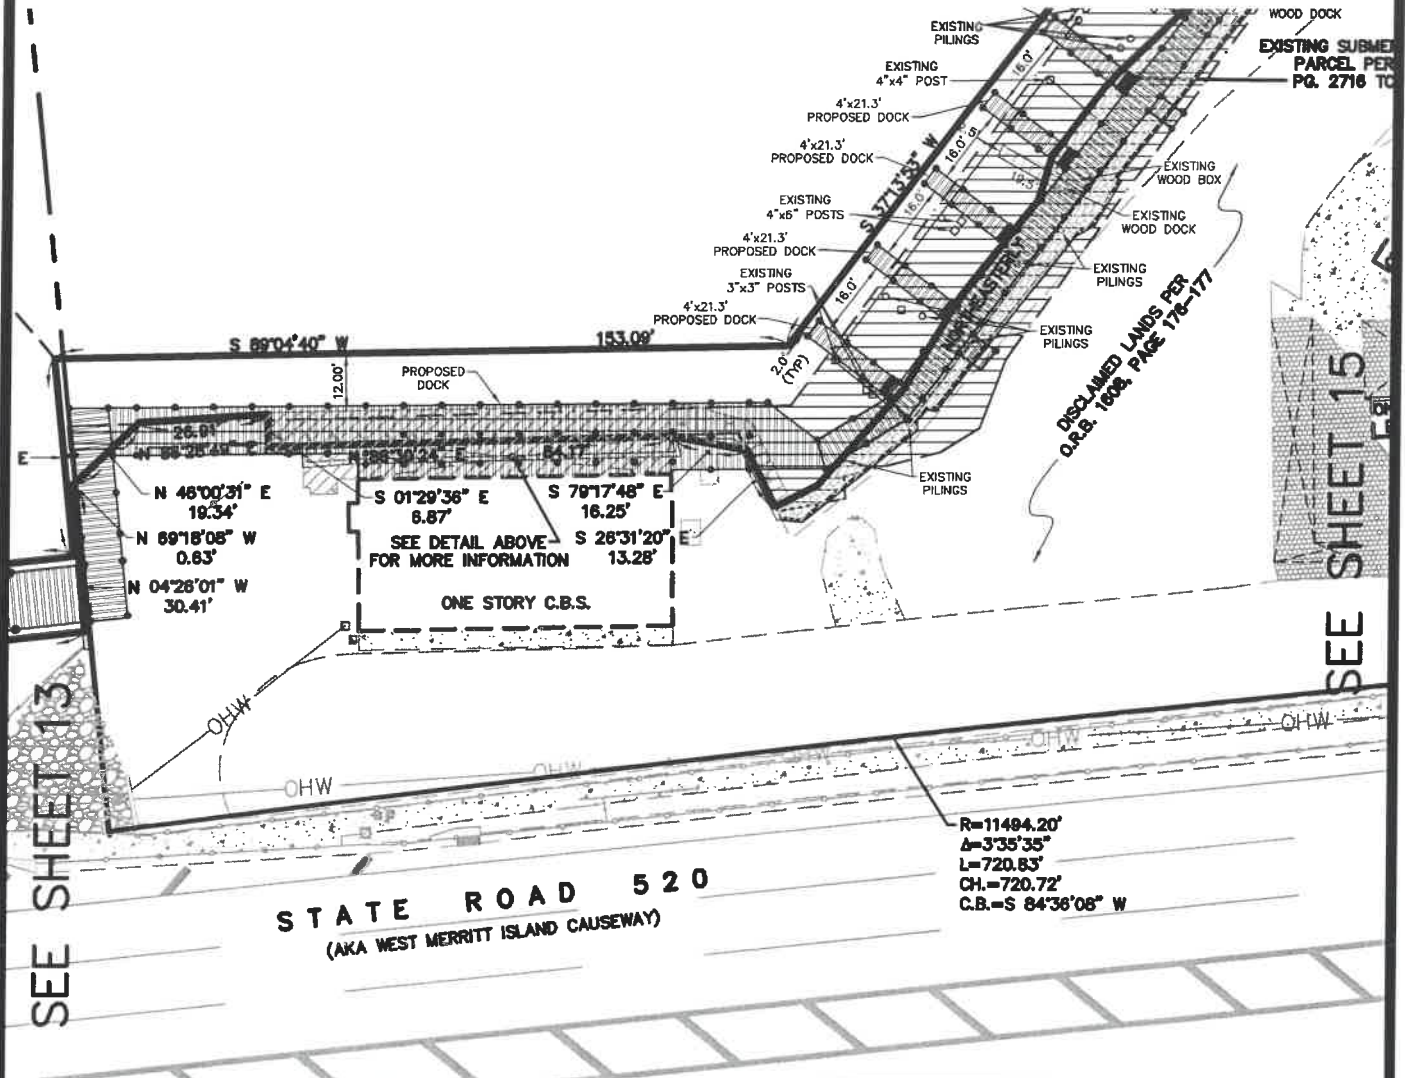 WOOD DOCK
EXISTING
PILINGS
EXISTING SUBME
PARCEL PER
PG. 2716 TO
EXISTING
4"x4" POST
16.0'
4'x21.3'
PROPOSED DOCK
4'x21.3'
PROPOSED DOCK
S 37°13'53" W
16.0'
19.5'
16.0'
EXISTING
WOOD BOX
EXISTING
4"x6" POSTS
EXISTING
WOOD DOCK
4'x21.3'
PROPOSED DOCK
EXISTING
3"x3" POSTS
16.0'
NORTHEASTERLY
EXISTING
PILINGS
4'x21.3'
PROPOSED DOCK
EXISTING
PILINGS
DISCLAIMED LANDS PER
O.R.B. 1608, PAGE 176-177
S 89°04'40" W
153.09'
2.0'
(TYP)
12.00'
PROPOSED
DOCK
26.91'
E
EXISTING
PILINGS
N 46°00'31" E
19.34'
S 01°29'36" E
6.87'
S 79°17'48" E
16.25'
N 69°18'08" W
0.63'
SEE DETAIL ABOVE
FOR MORE INFORMATION
S 26°31'20" E
13.28'
N 04°26'01" W
30.41'
ONE STORY C.B.S.
SEE SHEET 15
SEE SHEET 13
OHW
OHW
OHW
OHW
OHW
R=11494.20'
Δ=3°35'35"
L=720.83'
CH.=720.72'
C.B.=S 84°36'08" W
STATE ROAD 520
(AKA WEST MERRITT ISLAND CAUSEWAY)